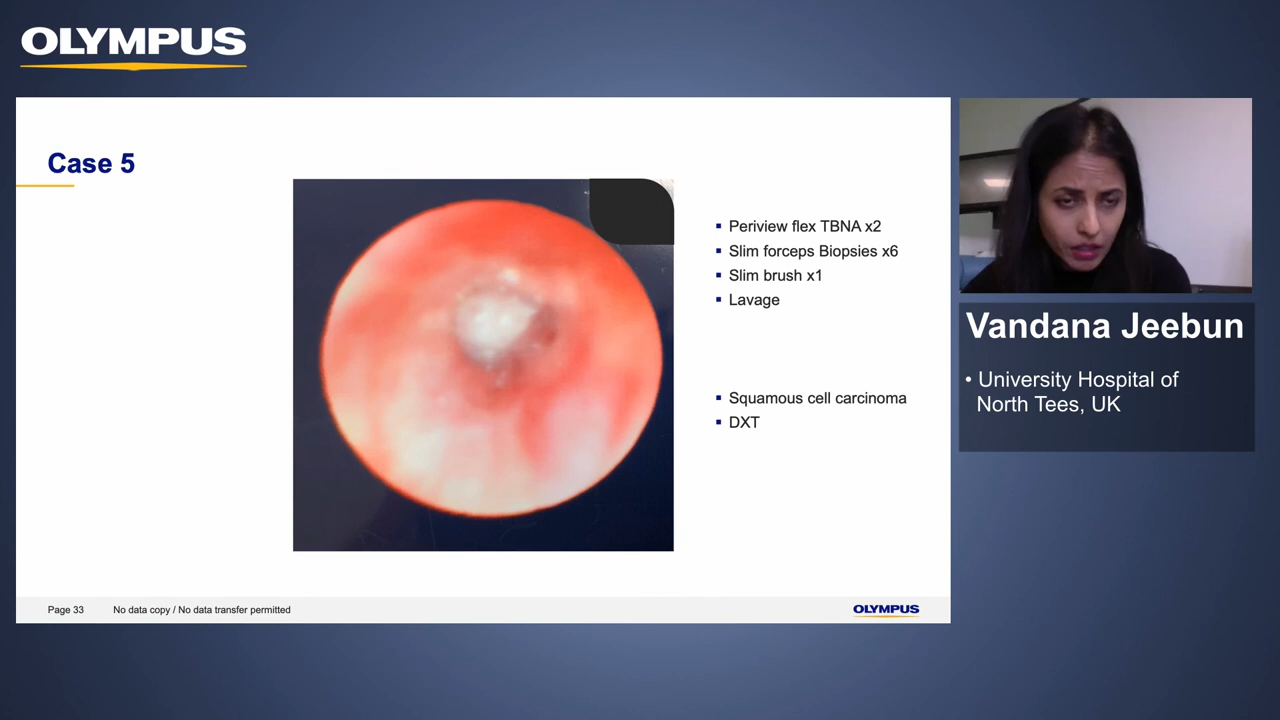 OLYMPUS
Case 5
▪ Periview flex TBNA x2
▪ Slim forceps Biopsies x6
▪ Slim brush x1
▪ Lavage
▪ Squamous cell carcinoma
▪ DXT
Page 33 No data copy / No data transfer permitted
OLYMPUS
Vandana Jeebun
• University Hospital of
North Tees, UK